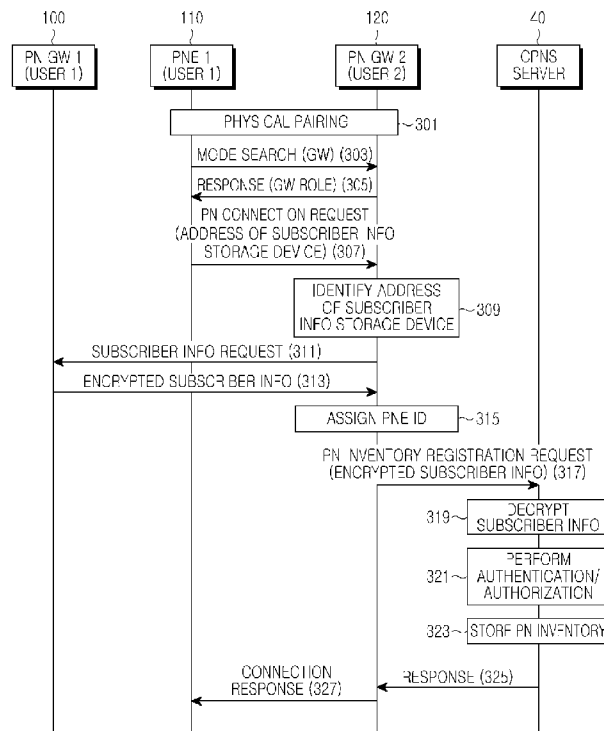 100
110
120
40
PN GW 1
(USER 1)
PNE 1
(USER 1)
PN GW 2
(USER 2)
CPNS
SERVER
PHYSICAL PAIRING
301
MODE SEARCH (GW) (303)
RESPONSE (GW ROLE) (305)
PN CONNECTION REQUEST
(ADDRESS OF SUBSCRIBER INFO
STORAGE DEVICE) (307)
IDENTIFY ADDRESS
OF SUBSCRIBER
INFO STORAGE DEVICE
309
SUBSCRIBER INFO REQUEST (311)
ENCRYPTED SUBSCRIBER INFO (313)
ASSIGN PNE ID
315
PN INVENTORY REGISTRATION REQUEST
(ENCRYPTED SUBSCRIBER INFO) (317)
319
DECRYPT
SUBSCRIBER INFO
321
PERFORM
AUTHENTICATION/
AUTHORIZATION
323
STORE PN INVENTORY
RESPONSE (325)
CONNECTION
RESPONSE (327)